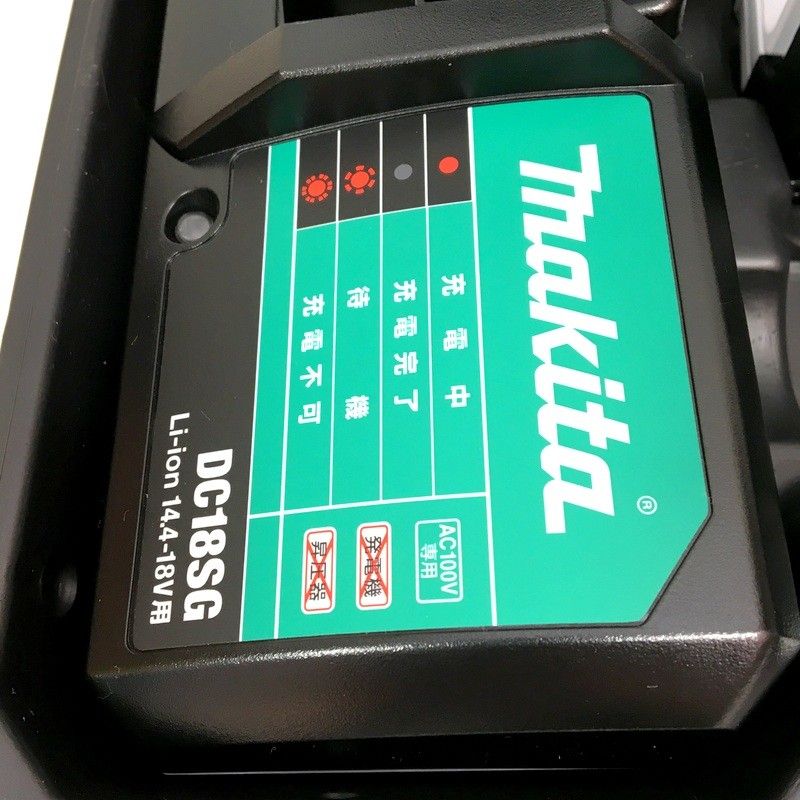 makita®
充電中
充電完了
待機
充電不可
AC100V
専用
発電機
昇圧器
DC18SG
Li-ion 14.4-18V用